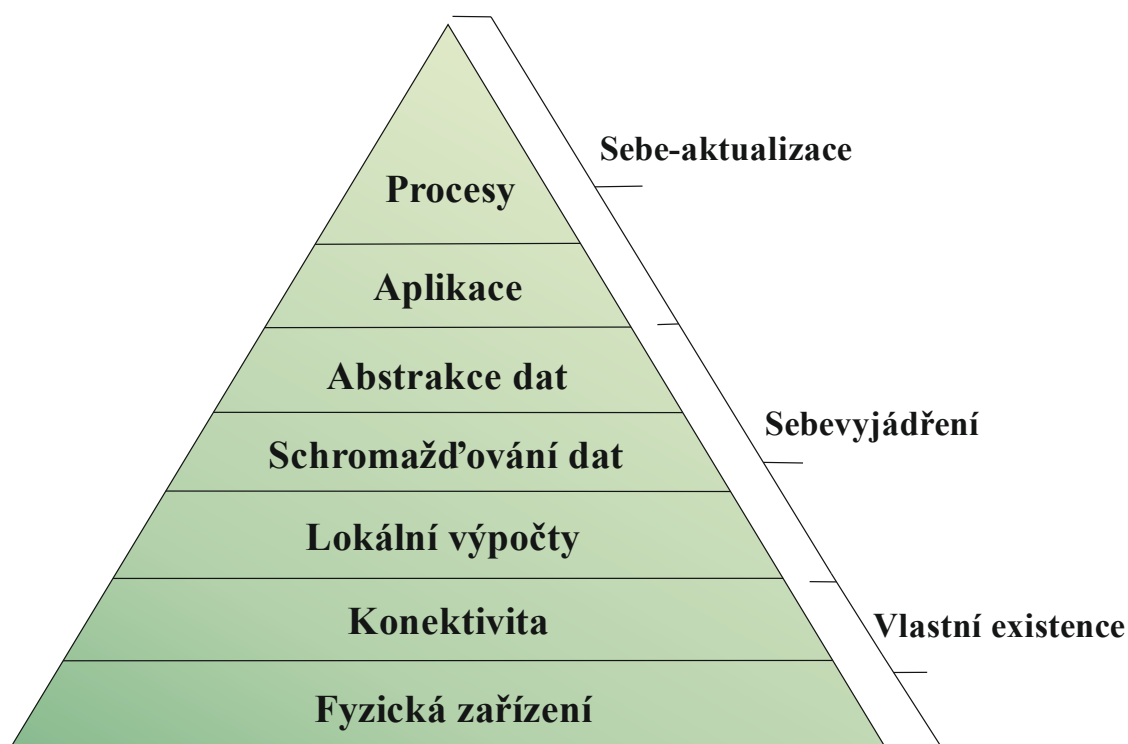 Sebe-aktualizace
Procesy
Aplikace
Abstrakce dat
Sebevyjádření
Schromažďování dat
Lokální výpočty
Konektivita
Vlastní existence
Fyzická zařízení